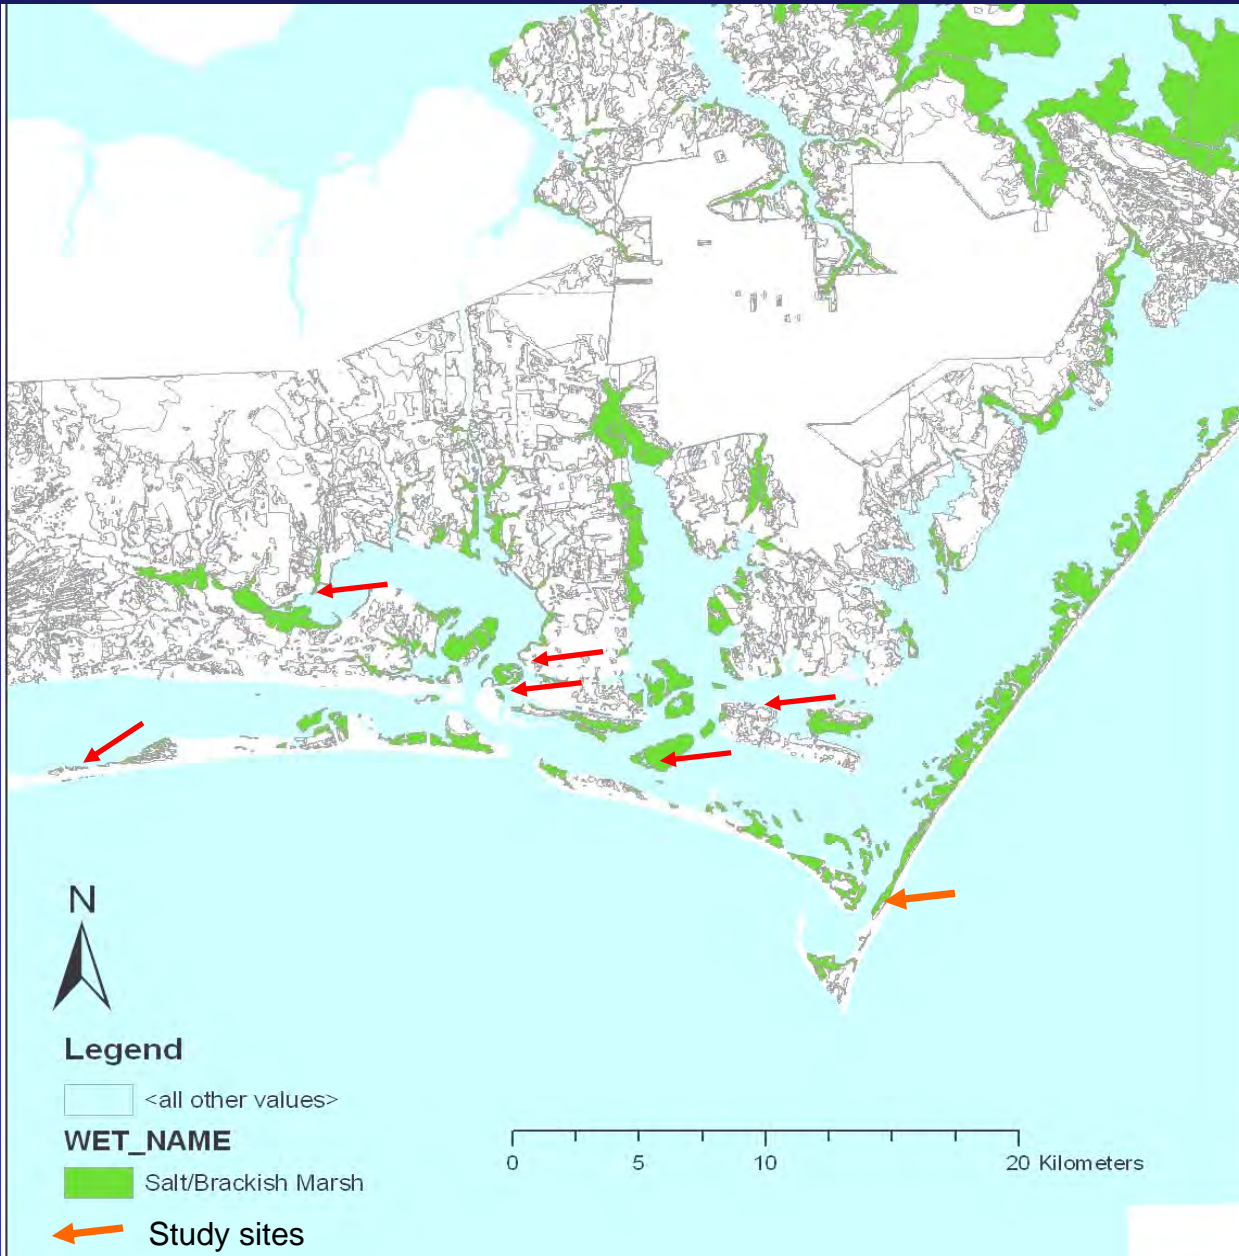 N
Legend
<all other values>
WET_NAME
0 5 10 20 Kilometers
Salt/Brackish Marsh
Study sites